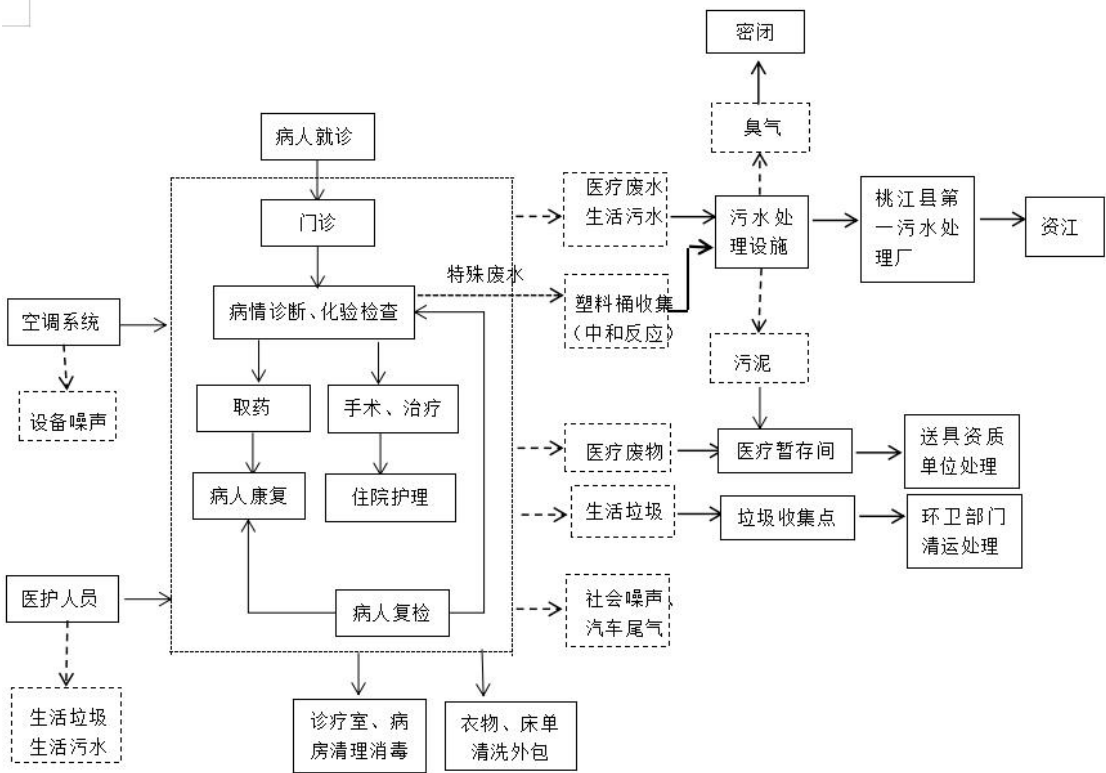 密闭
臭气
病人就诊
医疗废水
生活污水
污水处
理设施
桃江县第
一污水处
理厂
资江
门诊
特殊废水
空调系统
病情诊断、化验检查
塑料桶收集
（中和反应）
污泥
设备噪声
取药
手术、治疗
医疗废物
医疗暂存间
送具资质
单位处理
病人康复
住院护理
生活垃圾
垃圾收集点
环卫部门
清运处理
医护人员
病人复检
社会噪声、
汽车尾气
生活垃圾
生活污水
诊疗室、病
房清理消毒
衣物、床单
清洗外包